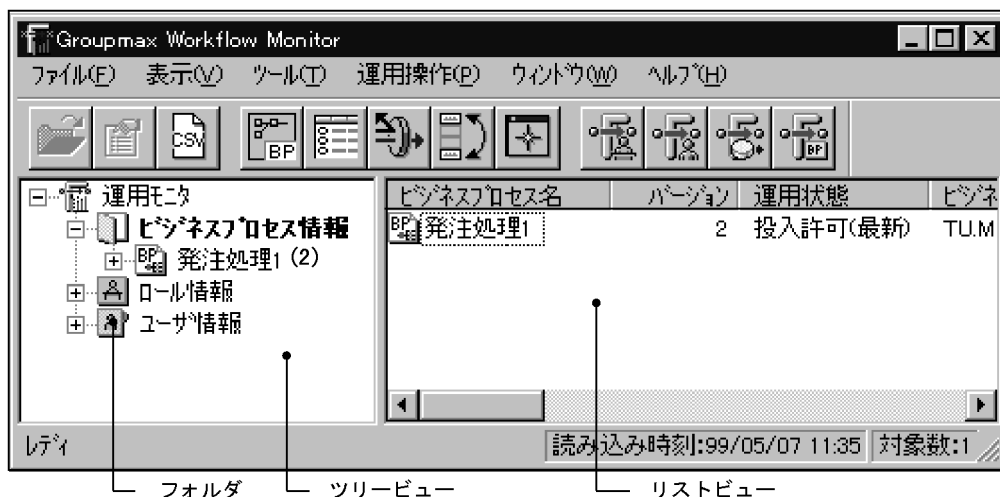 Groupmax Workflow Monitor
ファイル(F) 表示(V) ツール(T) 運用操作(P) ウィンドウ(W) ヘルプ(H)
CSV BP BP
運用モニタ
ビジネスプロセス情報
BP 発注処理1 (2)
ロール情報
ユーザ情報
ビジネスプロセス名 バージョン 運用状態 ビジネ
BP 発注処理1 2 投入許可(最新) TU.M
レディ 読み込み時刻:99/05/07 11:35 対象数:1
フォルダ ツリービュー リストビュー